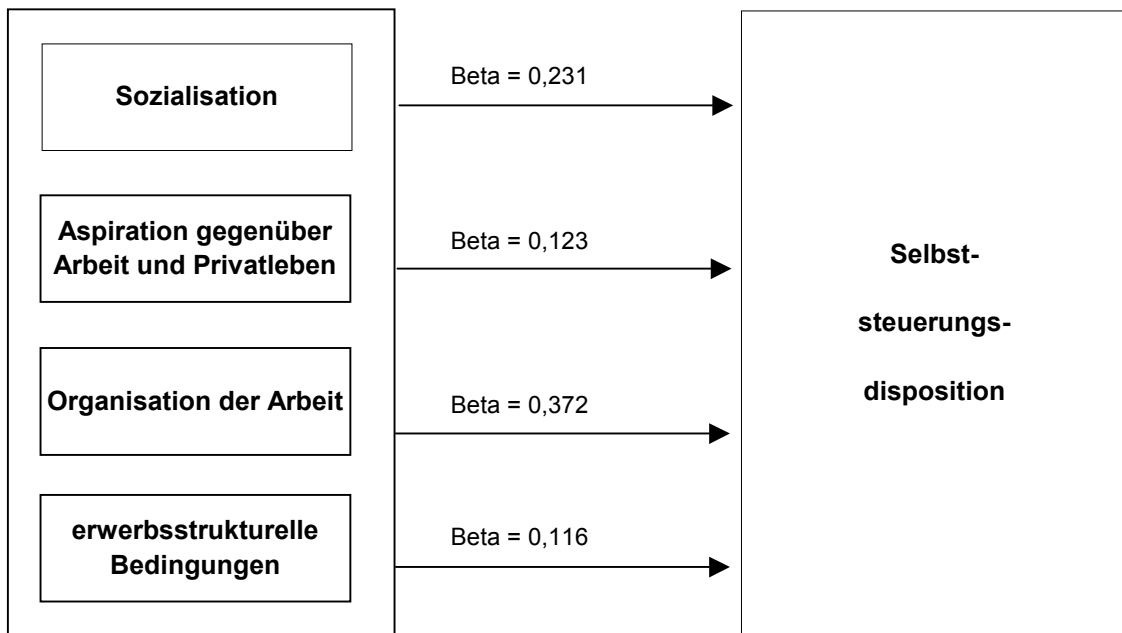 Sozialisation
Beta = 0,231
Aspiration gegenüber
Arbeit und Privatleben
Beta = 0,123
Organisation der Arbeit
Beta = 0,372
erwerbsstrukturelle
Bedingungen
Beta = 0,116
Selbst-
steuerungs-
disposition